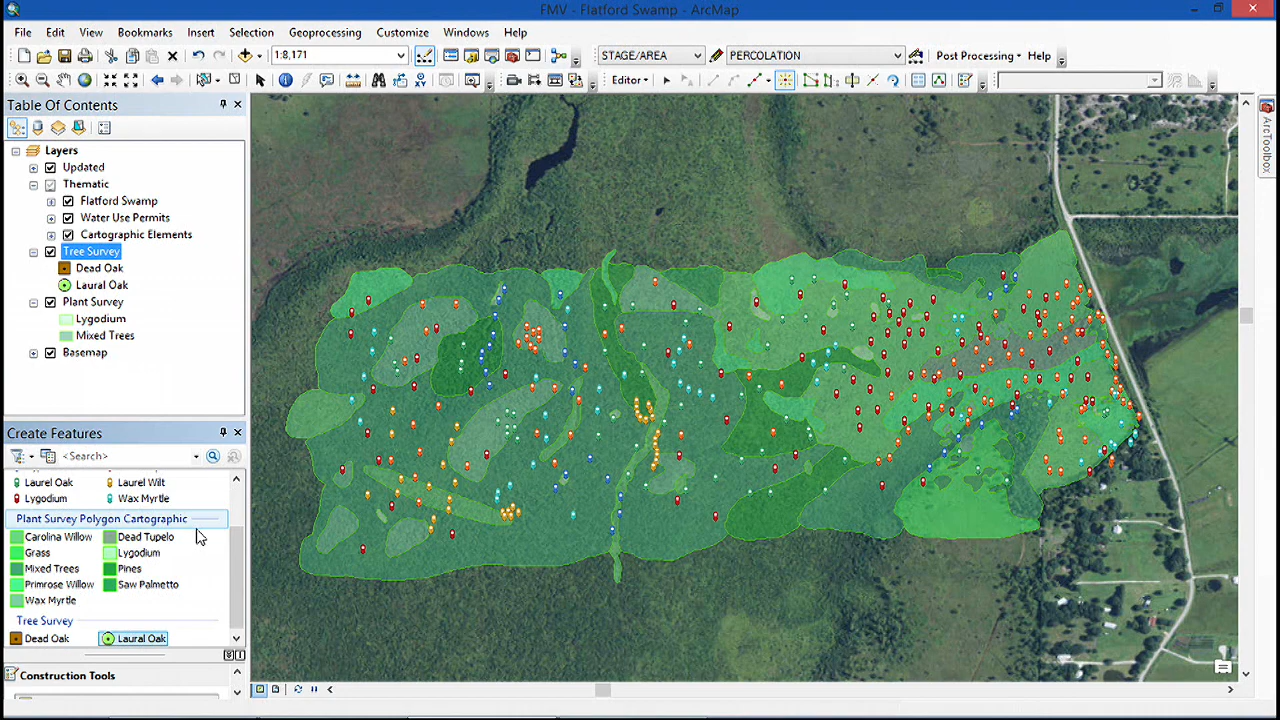 FMV - Flatford Swamp - ArcMap
File Edit View Bookmarks Insert Selection Geoprocessing Customize Windows Help
1:8,171 STAGE/AREA PERCOLATION Post Processing Help
Editor
Table Of Contents
Layers
Updated
Thematic
Flatford Swamp
Water Use Permits
Cartographic Elements
Tree Survey
Dead Oak
Laural Oak
Plant Survey
Lygodium
Mixed Trees
Basemap
ArcToolbox
Create Features
<Search>
Laurel Oak Laurel Wilt
Lygodium Wax Myrtle
Plant Survey Polygon Cartographic
Carolina Willow Dead Tupelo
Grass Lygodium
Mixed Trees Pines
Primrose Willow Saw Palmetto
Wax Myrtle
Tree Survey
Dead Oak Laural Oak
Construction Tools